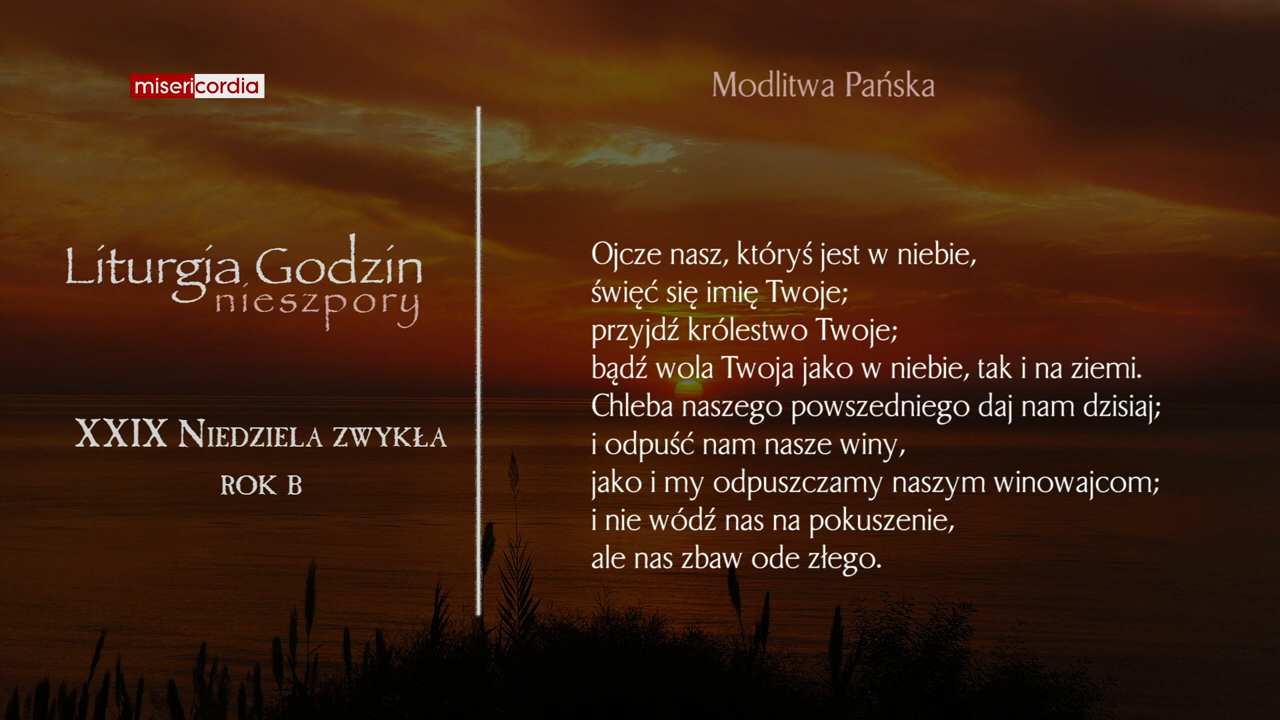 misericordia
Liturgia Godzin
nieszpory
XXIX Niedziela zwykła
rok B
Modlitwa Pańska
Ojcze nasz, któryś jest w niebie,
święć się imię Twoje;
przyjdź królestwo Twoje;
bądź wola Twoja jako w niebie, tak i na ziemi.
Chleba naszego powszedniego daj nam dzisiaj;
i odpuść nam nasze winy,
jako i my odpuszczamy naszym winowajcom;
i nie wódź nas na pokuszenie,
ale nas zbaw ode złego.